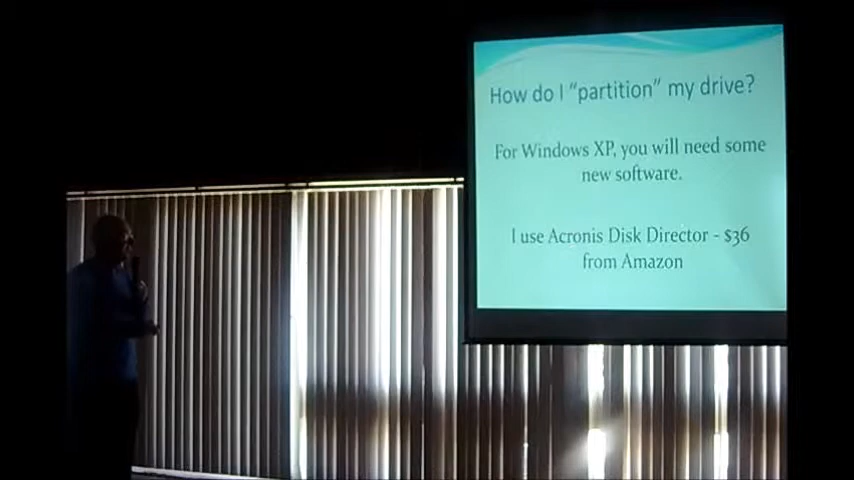 How do I “partition” my drive?
For Windows XP, you will need some
new software.
I use Acronis Disk Director - $36
from Amazon